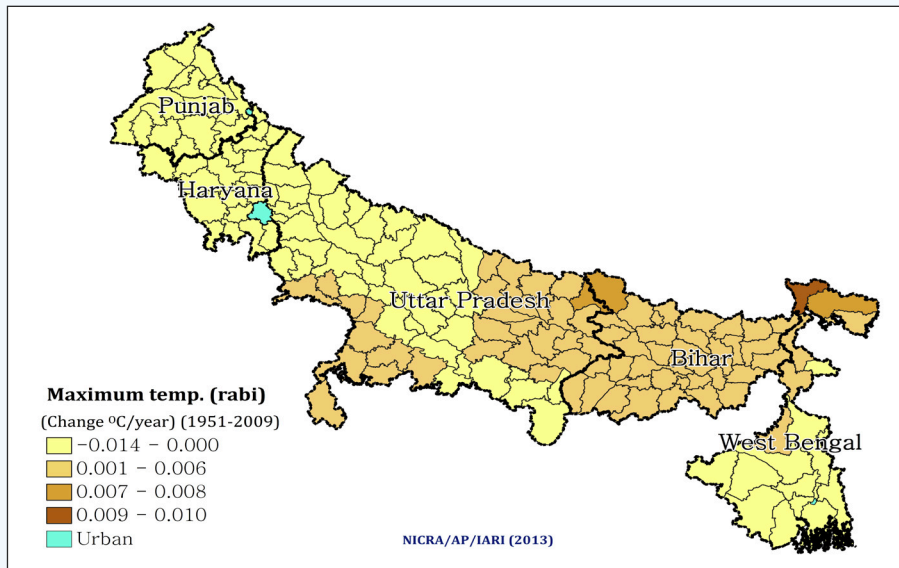 Punjab
Haryana
Uttar Pradesh
Bihar
West Bengal
Maximum temp. (rabi)
(Change ºC/year) (1951-2009)
-0.014 - 0.000
0.001 - 0.006
0.007 - 0.008
0.009 - 0.010
Urban
NICRA/AP/IARI (2013)